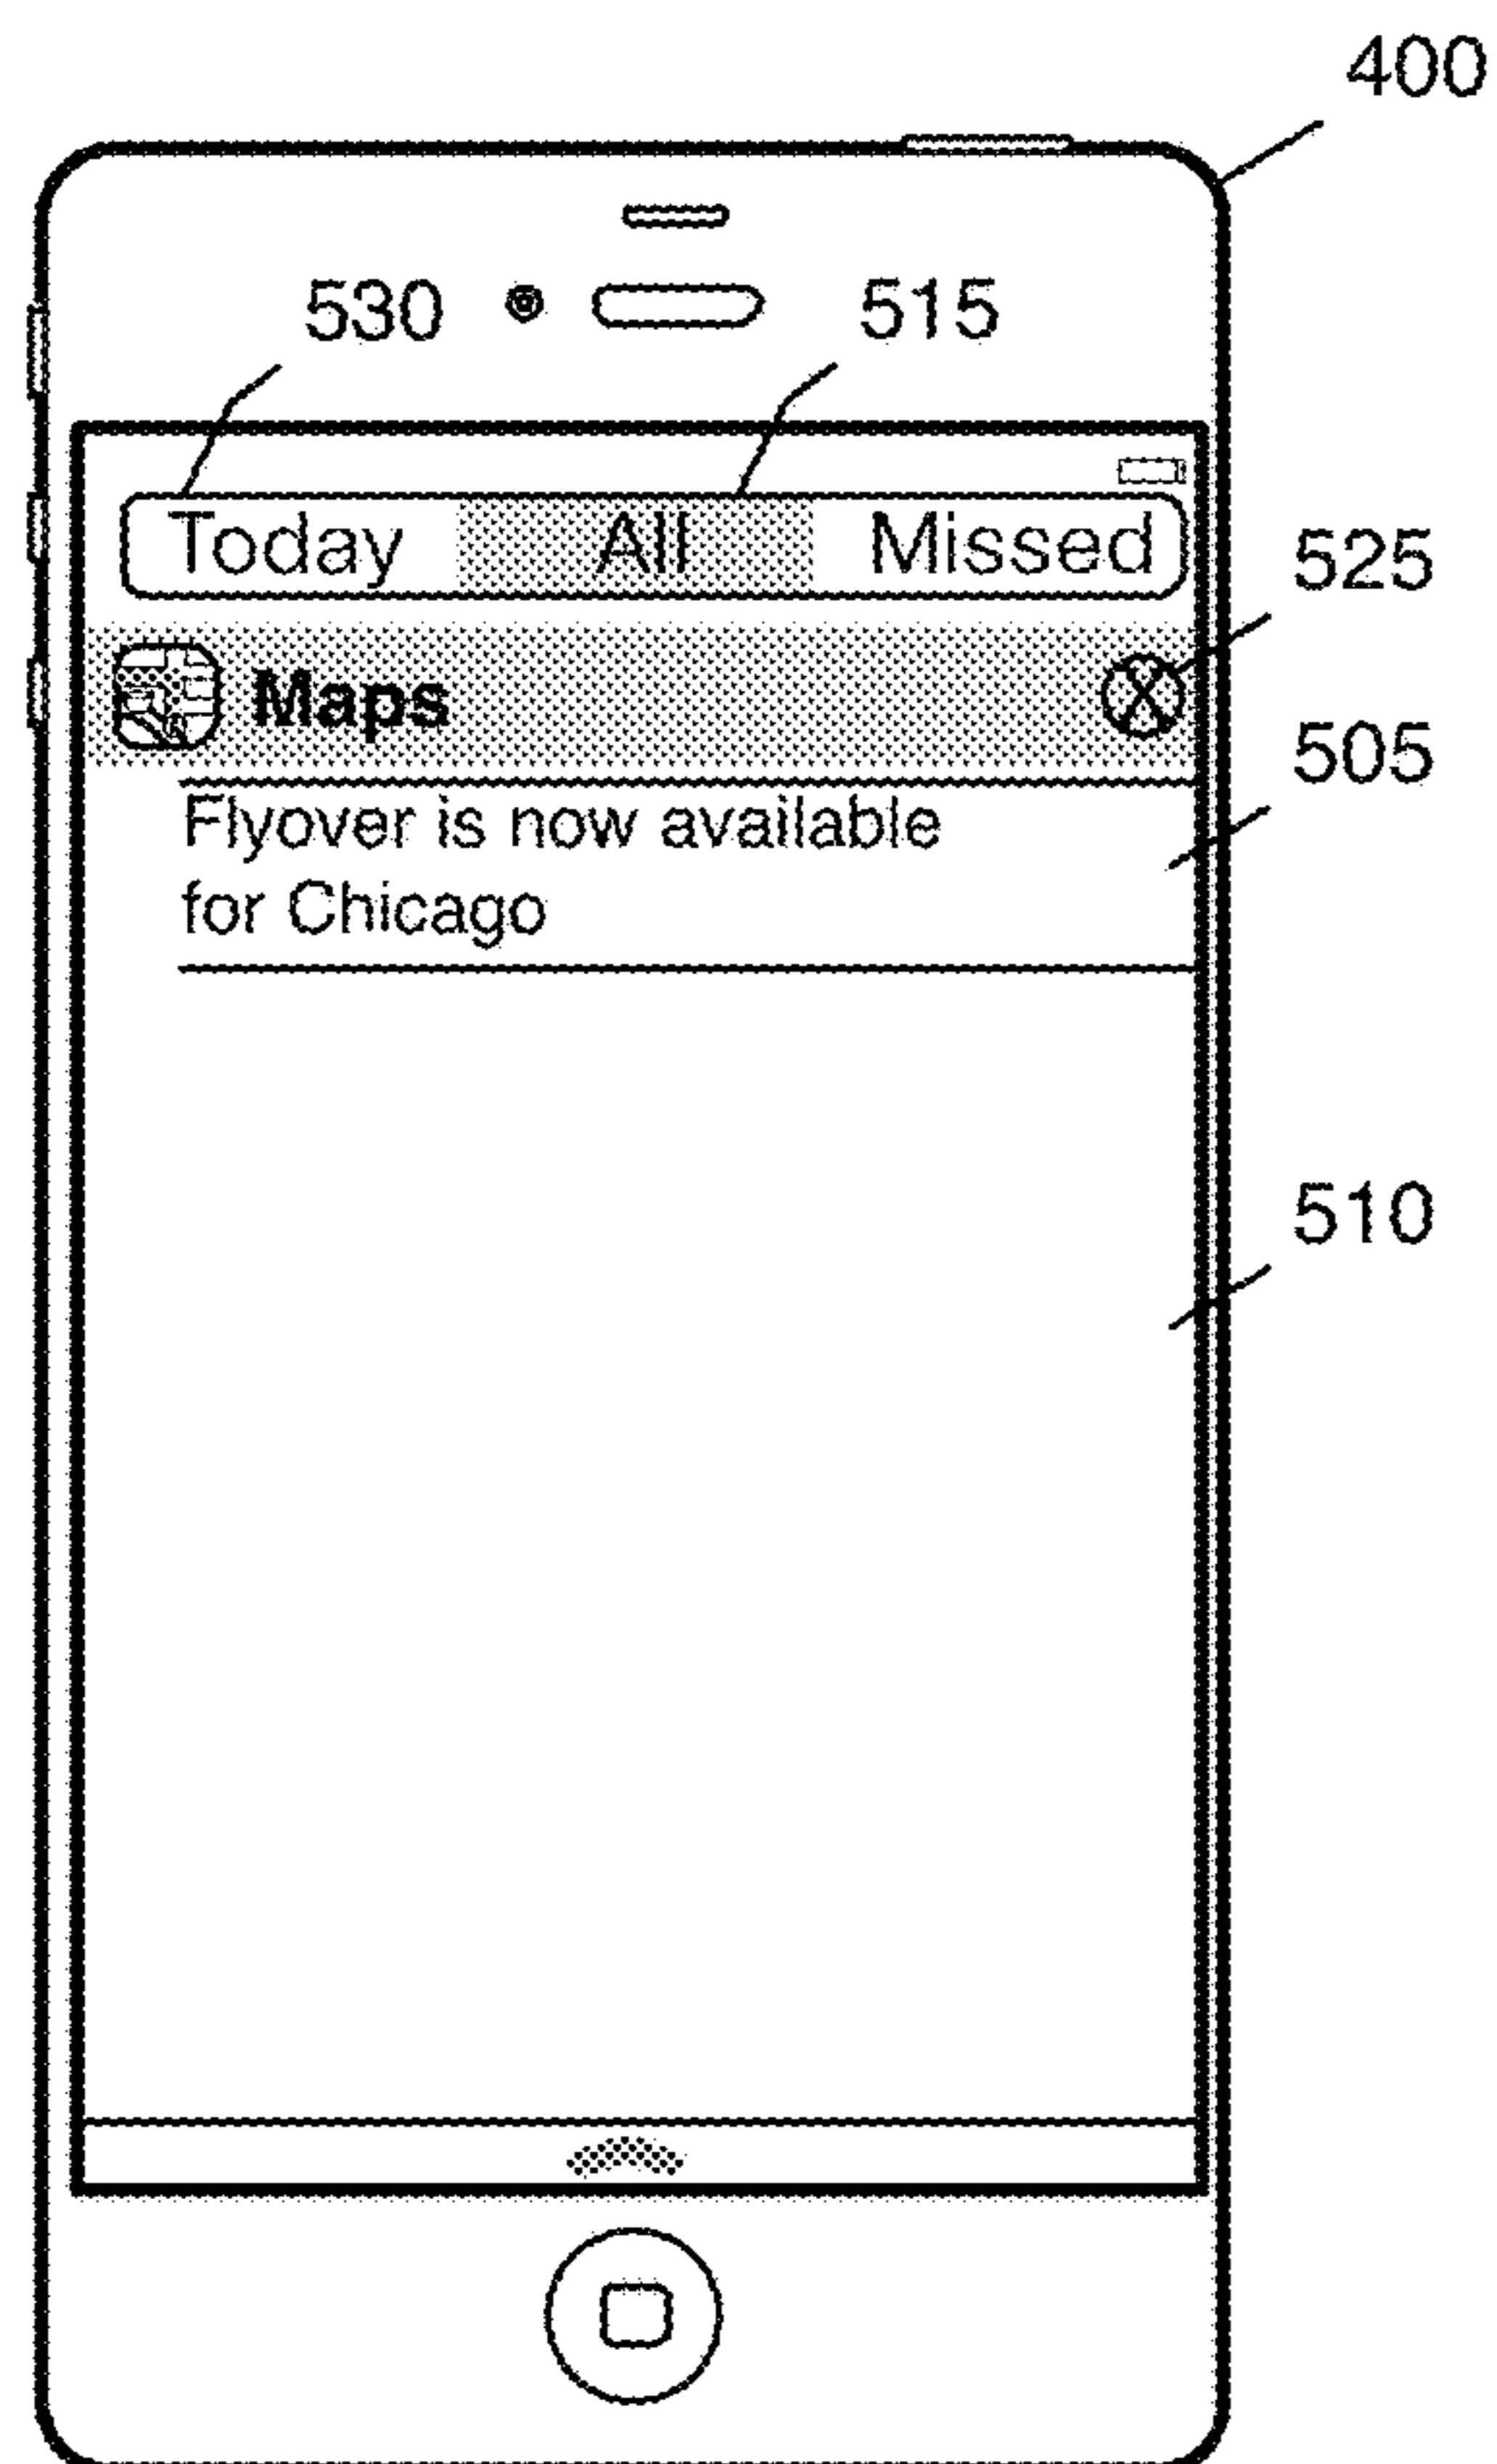 400
530 515
Today All Missed
525
Maps X
505
Flyover is now available
for Chicago
510